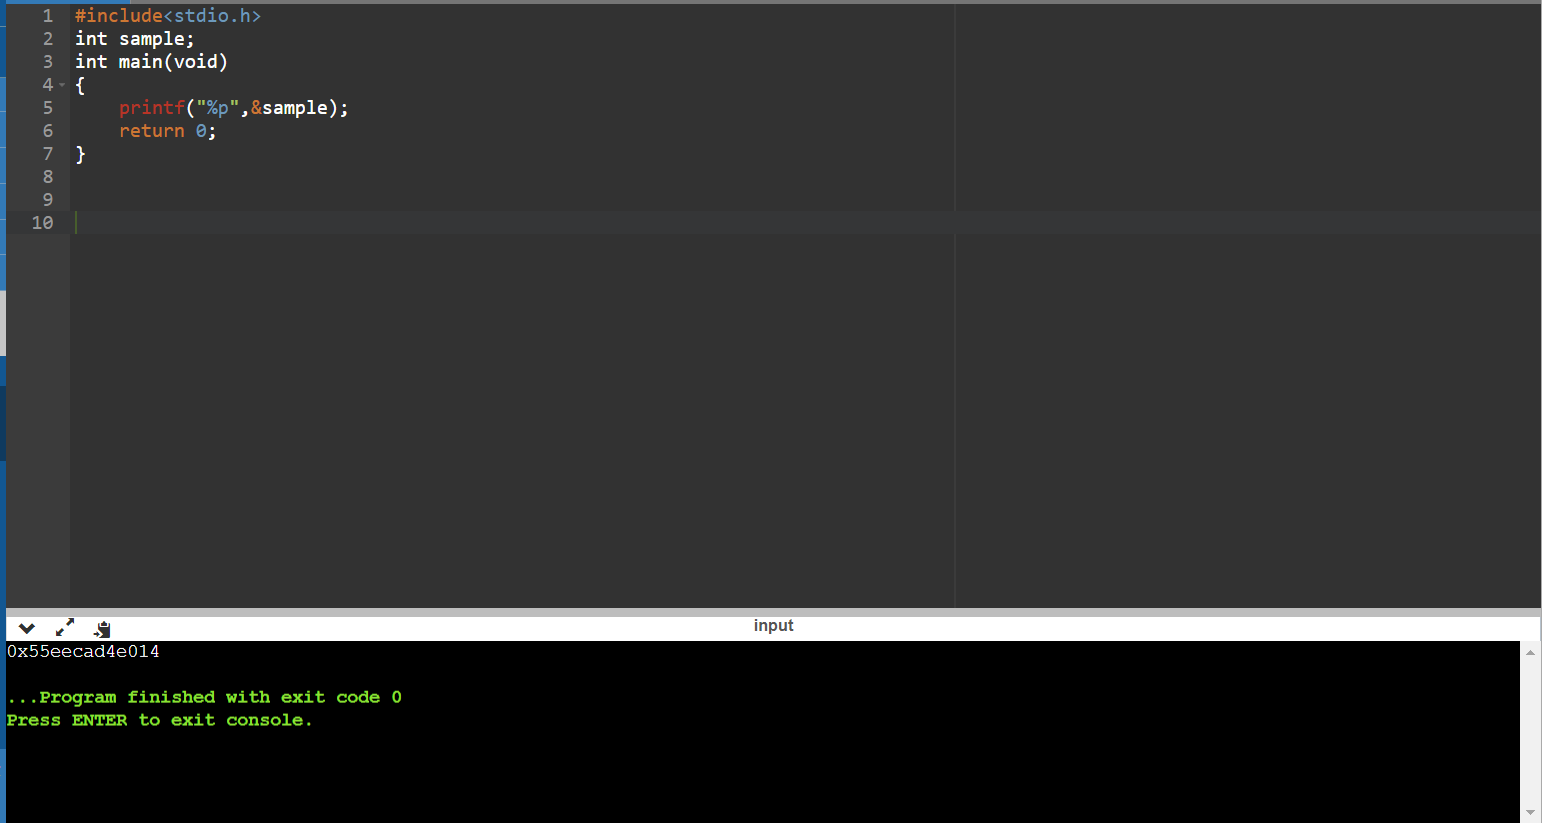 1 #include<stdio.h>
2 int sample;
3 int main(void)
4 {
5     printf("%p",&sample);
6     return 0;
7 }
8
9
10
input
0x55eecad4e014
...Program finished with exit code 0
Press ENTER to exit console.